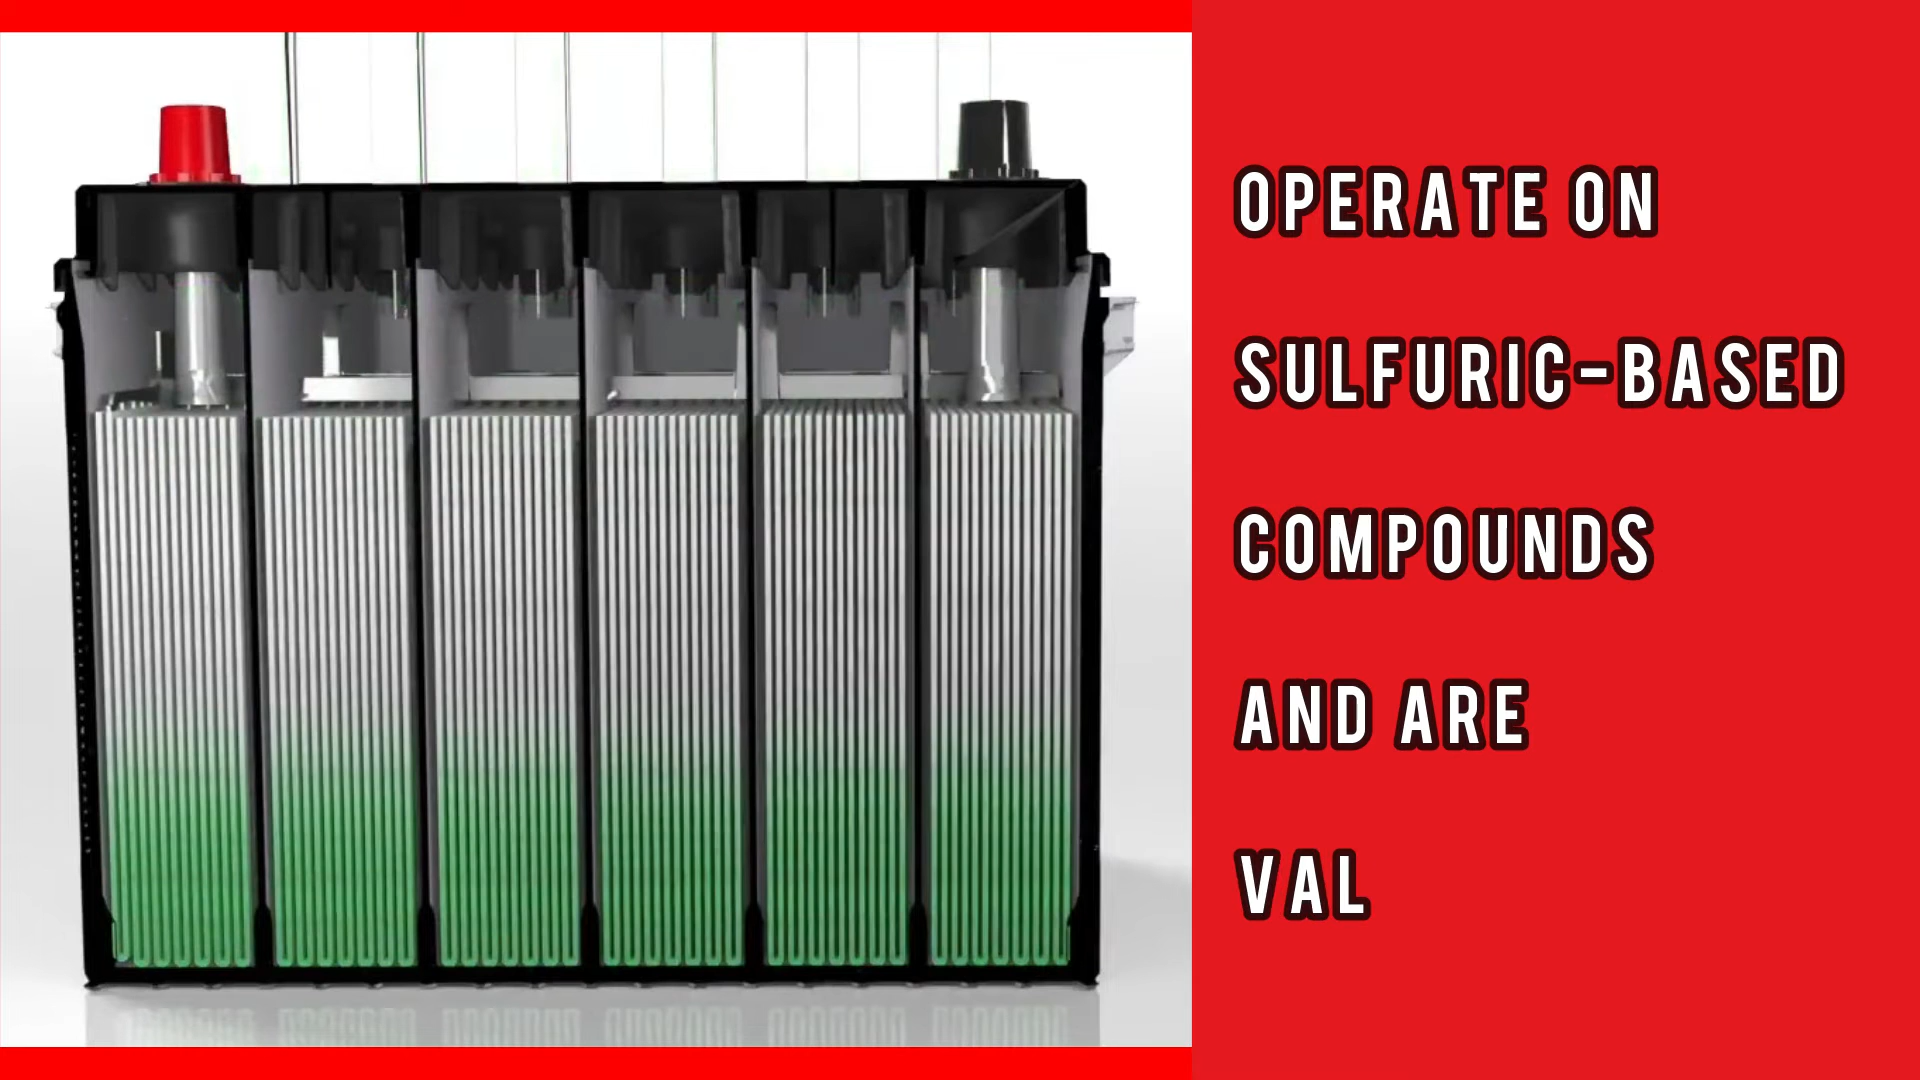 OPERATE ON
SULFURIC-BASED
COMPOUNDS
AND ARE
VAL